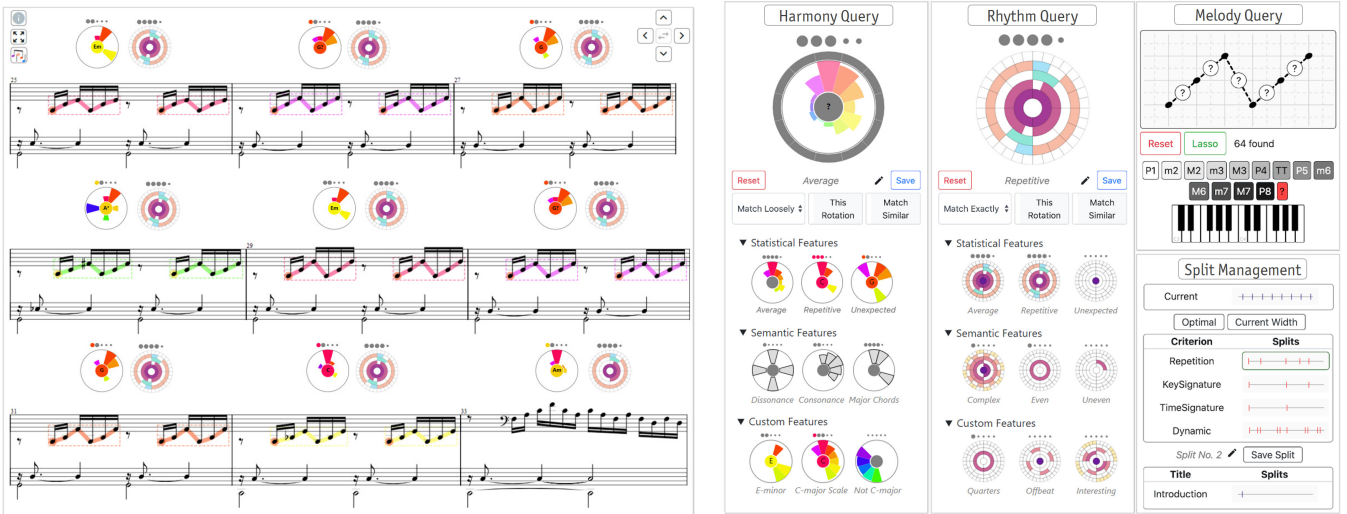 25
Em
G7
G
27
A°
29
Em
G7
31
G
C
33
Am
Harmony Query
?
Reset
Average
Save
Match Loosely
This Rotation
Match Similar
▼ Statistical Features
C
G
Average
Repetitive
Unexpected
▼ Semantic Features
Dissonance
Consonance
Major Chords
▼ Custom Features
E
C
E-minor
C-major Scale
Not C-major
Rhythm Query
Reset
Repetitive
Save
Match Exactly
This Rotation
Match Similar
▼ Statistical Features
Average
Repetitive
Unexpected
▼ Semantic Features
Complex
Even
Uneven
▼ Custom Features
Quarters
Offbeat
Interesting
Melody Query
? ? ? ? ?
Reset
Lasso
64 found
P1 m2 M2 m3 M3 P4 TT P5 m6
M6 m7 M7 P8 ?
Split Management
Current
Optimal
Current Width
Criterion Splits
Repetition
KeySignature
TimeSignature
Dynamic
Split No. 2
Save Split
Title Splits
Introduction